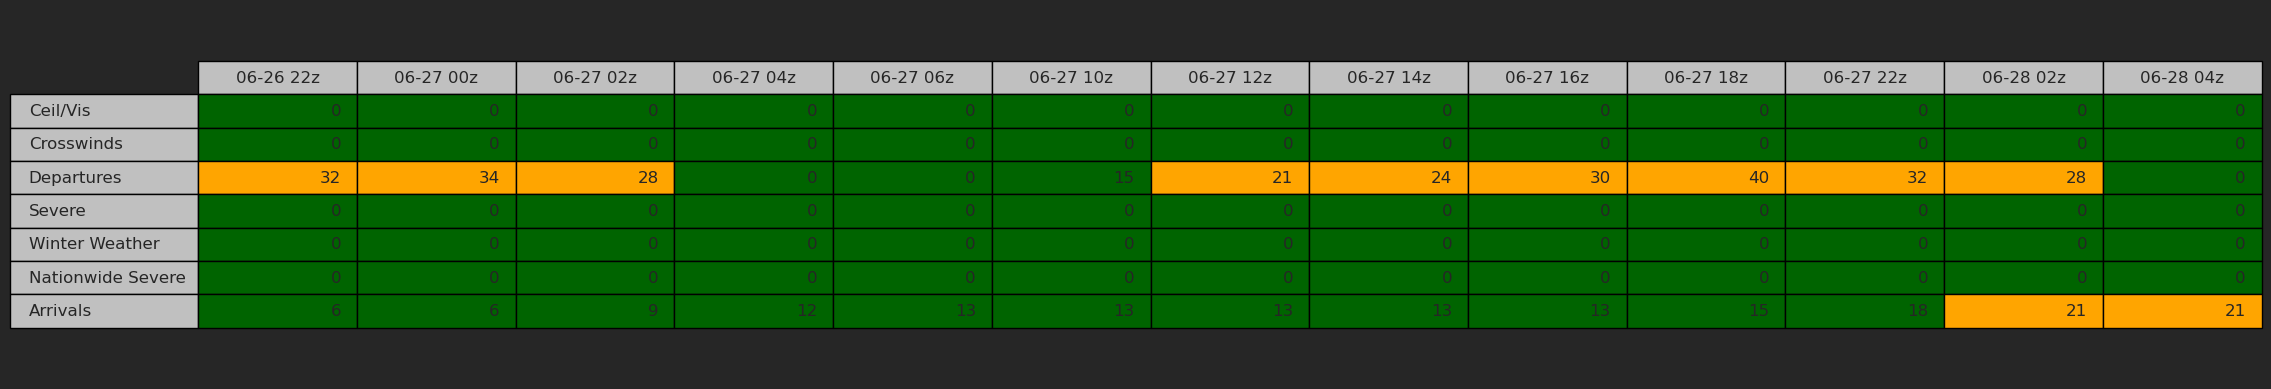 06-26 22z 06-27 00z 06-27 02z 06-27 04z 06-27 06z 06-27 10z 06-27 12z 06-27 14z 06-27 16z 06-27 18z 06-27 22z 06-28 02z 06-28 04z
Ceil/Vis 0 0 0 0 0 0 0 0 0 0 0 0 0
Crosswinds 0 0 0 0 0 0 0 0 0 0 0 0 0
Departures 32 34 28 0 0 15 21 24 30 40 32 28 0
Severe 0 0 0 0 0 0 0 0 0 0 0 0 0
Winter Weather 0 0 0 0 0 0 0 0 0 0 0 0 0
Nationwide Severe 0 0 0 0 0 0 0 0 0 0 0 0 0
Arrivals 6 6 9 12 13 13 13 13 13 15 18 21 21